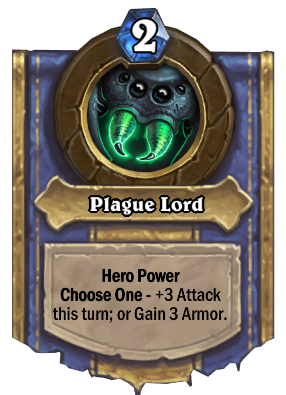 2
Plague Lord
Hero Power
Choose One - +3 Attack
this turn; or Gain 3 Armor.